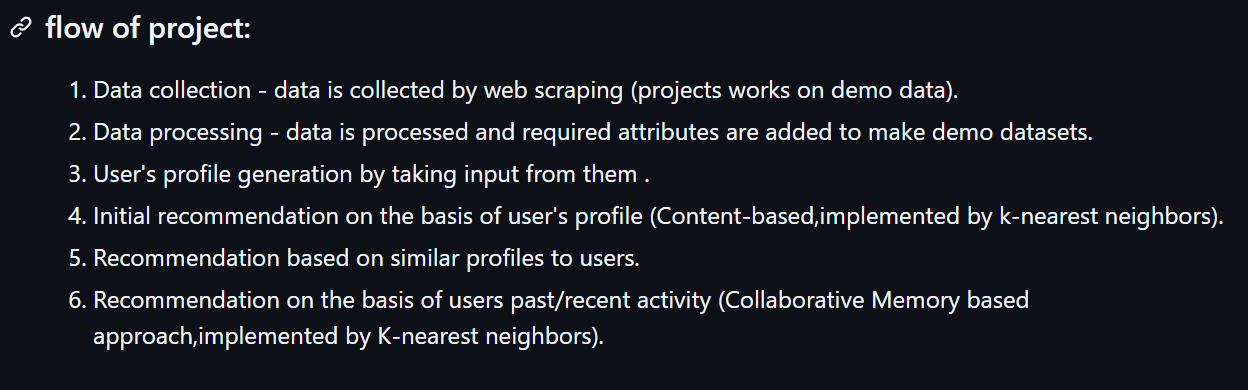 flow of project:
1. Data collection - data is collected by web scraping (projects works on demo data).
2. Data processing - data is processed and required attributes are added to make demo datasets.
3. User's profile generation by taking input from them .
4. Initial recommendation on the basis of user's profile (Content-based,implemented by k-nearest neighbors).
5. Recommendation based on similar profiles to users.
6. Recommendation on the basis of users past/recent activity (Collaborative Memory based
approach,implemented by K-nearest neighbors).